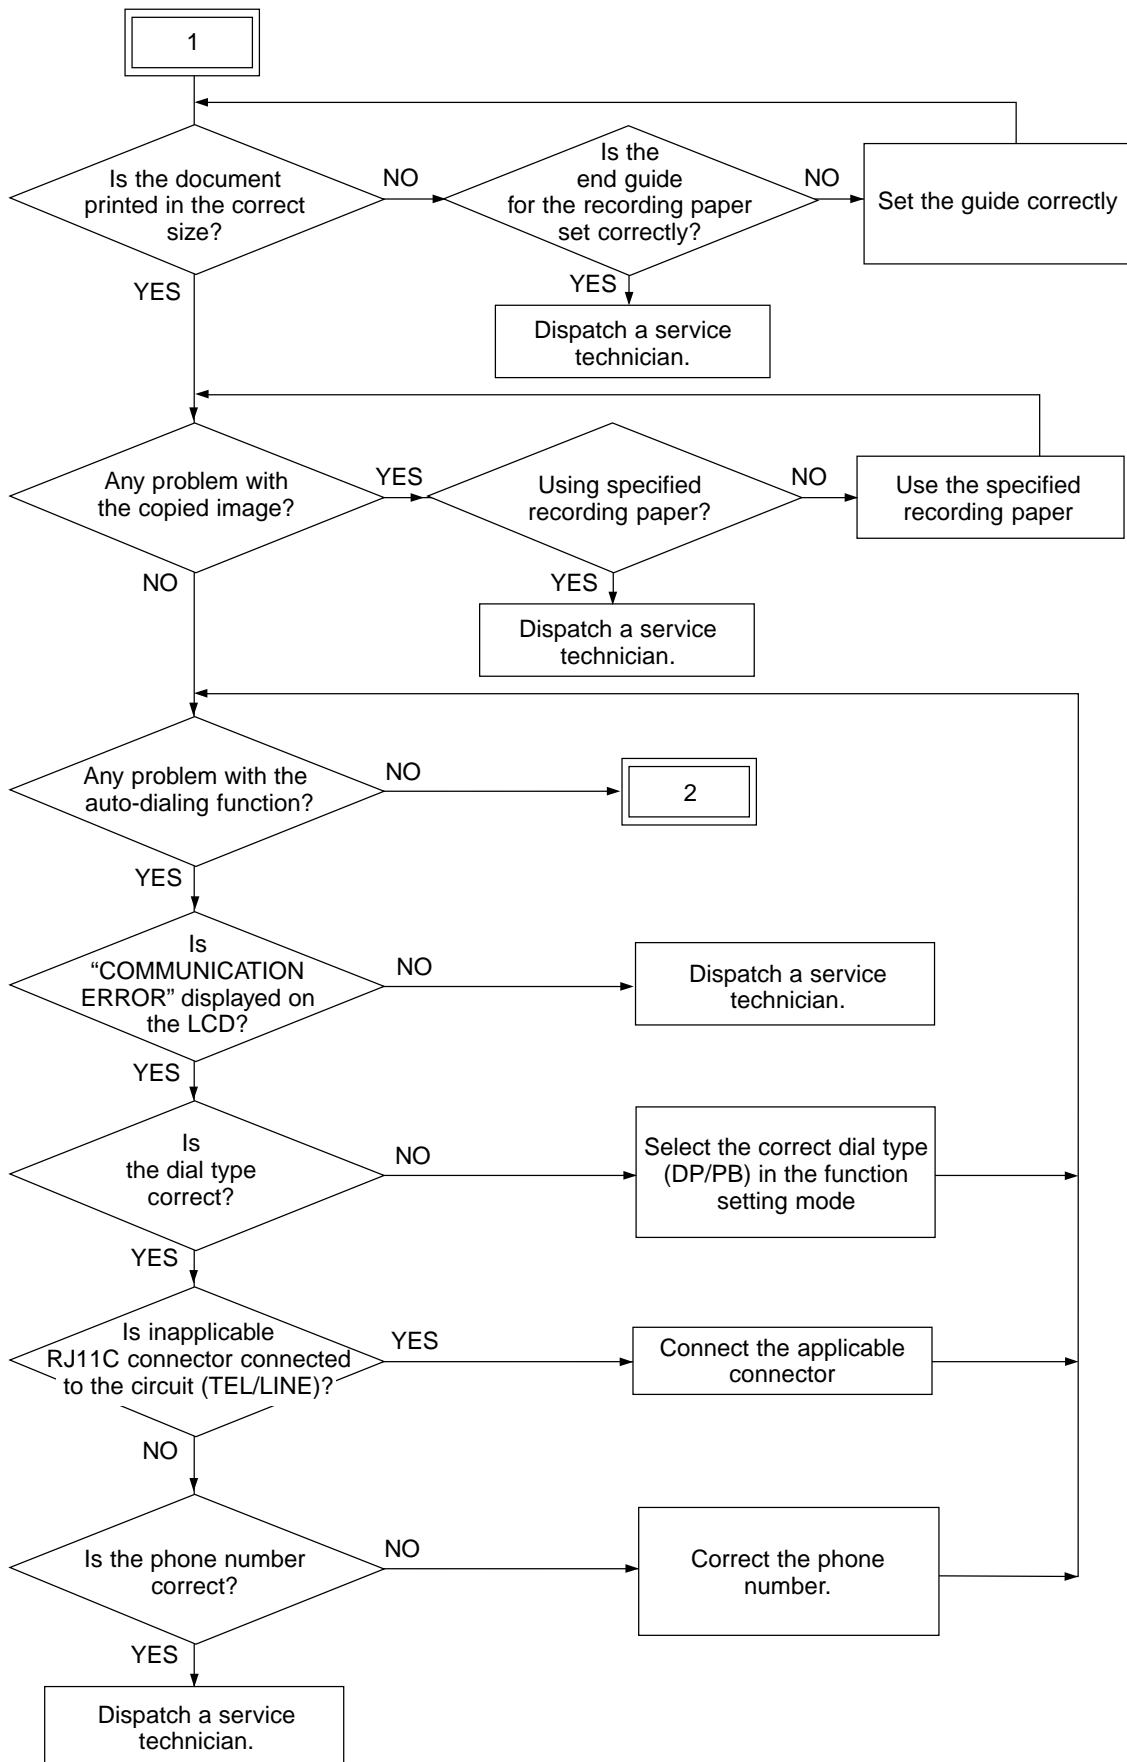 1
Is the document
printed in the correct
size?
NO
Is the
end guide
for the recording paper
set correctly?
NO
Set the guide correctly
YES
YES
Dispatch a service
technician.
Any problem with
the copied image?
YES
Using specified
recording paper?
NO
Use the specified
recording paper
NO
YES
Dispatch a service
technician.
Any problem with the
auto-dialing function?
NO
2
YES
Is
“COMMUNICATION
ERROR” displayed on
the LCD?
NO
Dispatch a service
technician.
YES
Is
the dial type
correct?
NO
Select the correct dial type
(DP/PB) in the function
setting mode
YES
Is inapplicable
RJ11C connector connected
to the circuit (TEL/LINE)?
YES
Connect the applicable
connector
NO
Is the phone number
correct?
NO
Correct the phone
number.
YES
Dispatch a service
technician.